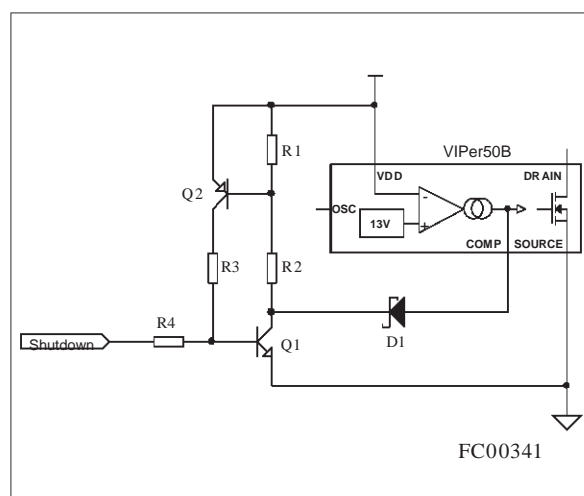 R1
VIPer50B
VDD
DRAIN
Q2
OSC
-
13V
+
COMP
SOURCE
R3
R2
R4
Shutdown
Q1
D1
FC00341